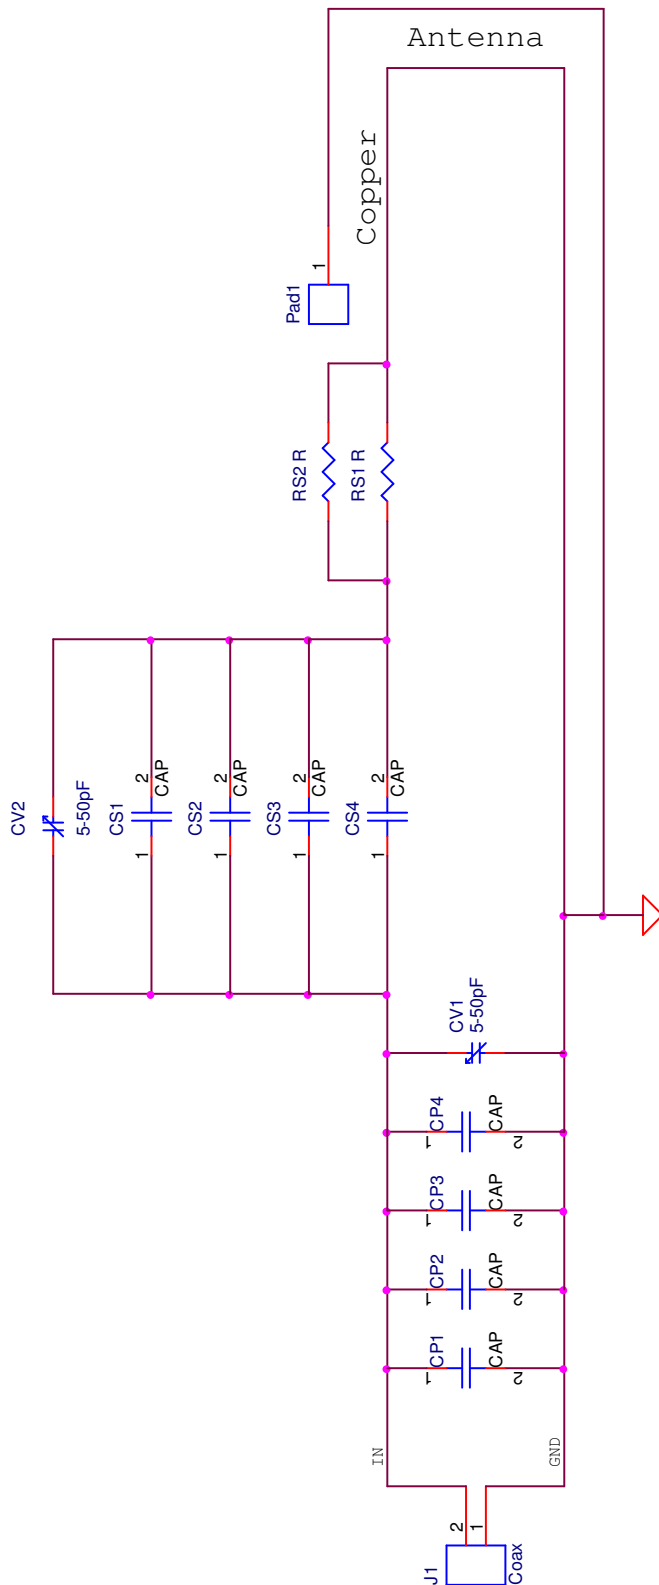 Antenna
Copper
1
Pad1
RS2 R
RS1 R
CV2
5-50pF
CS1
2
CAP
1
CS2
2
CAP
1
CS3
2
CAP
1
CS4
2
CAP
1
CV1
5-50pF
CP4
1
CAP
2
CP3
1
CAP
2
CP2
1
CAP
2
CP1
1
CAP
2
IN
GND
2
1
J1
Coax